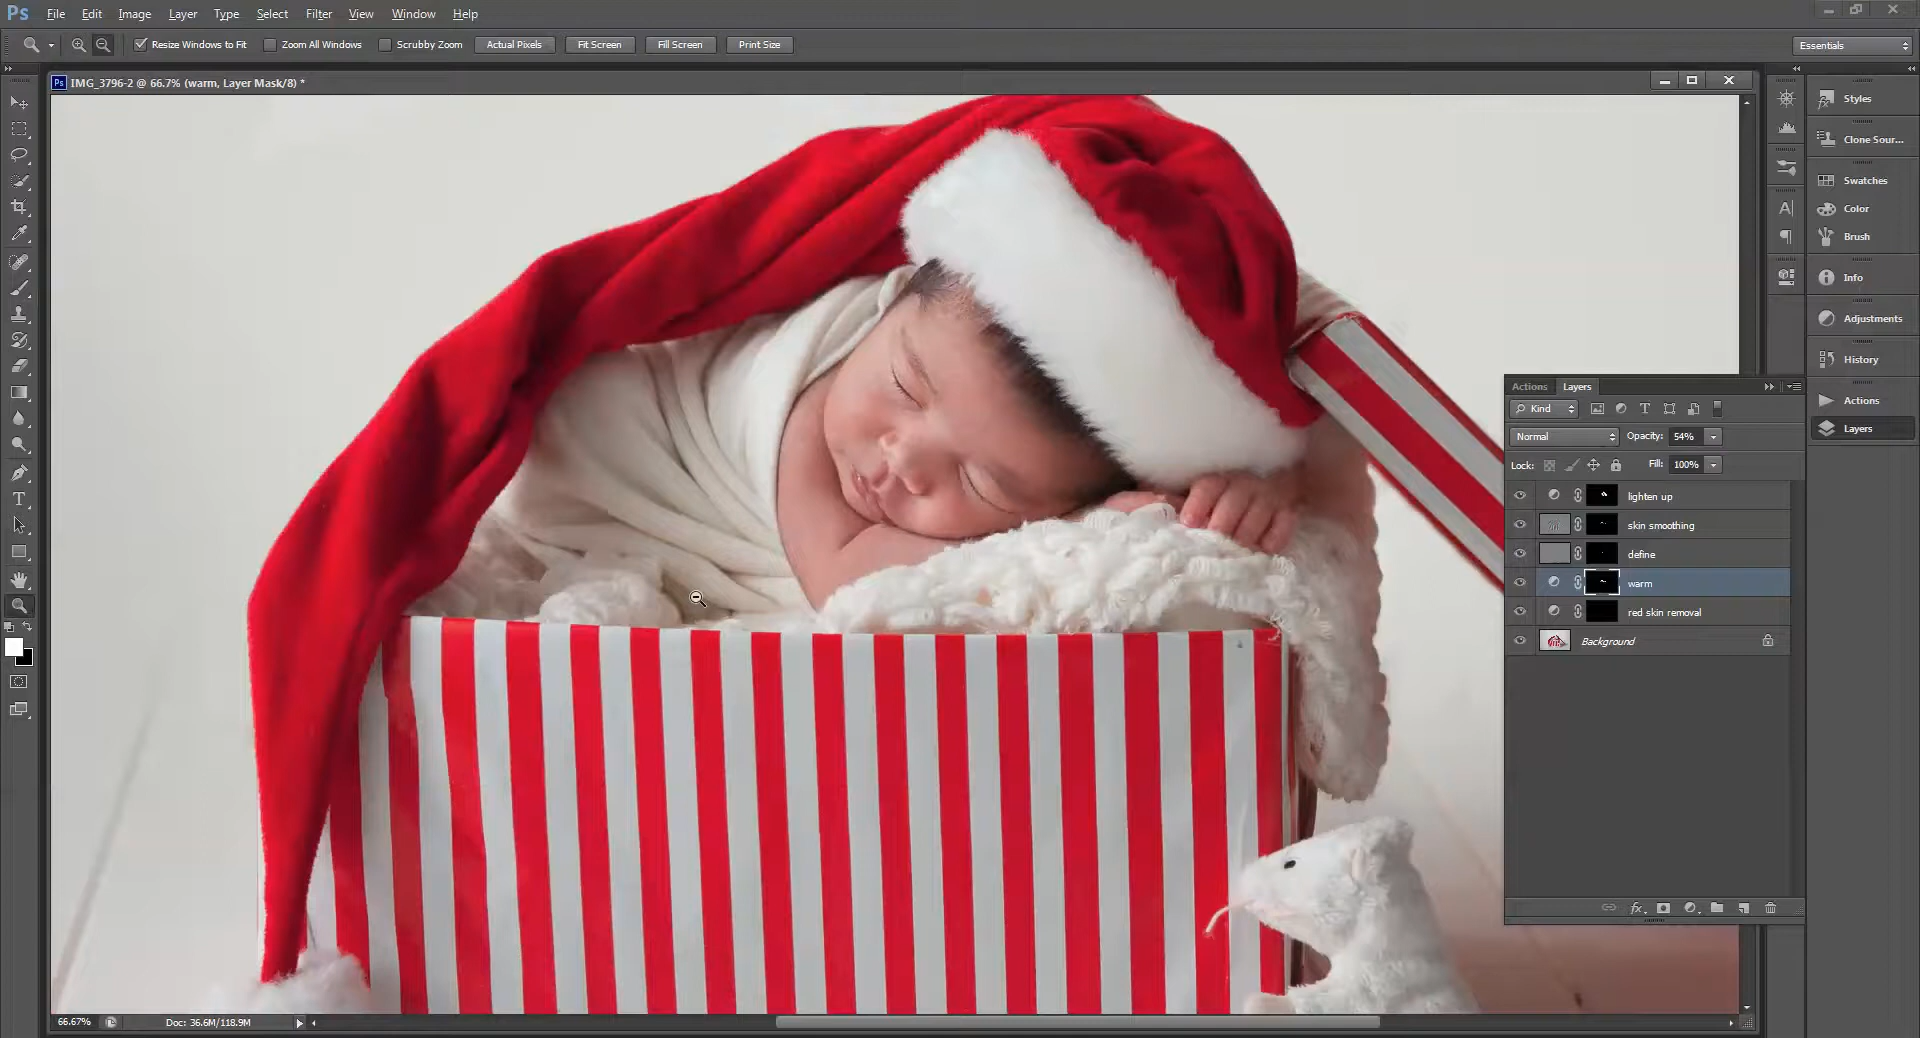 Ps File Edit Image Layer Type Select Filter View Window Help
Resize Windows to Fit Zoom All Windows Scrubby Zoom Actual Pixels Fit Screen Fill Screen Print Size Essentials
Ps IMG_3796-2 @ 66.7% (warm, Layer Mask/8) *
Styles
Clone Sour...
Swatches
Color
Brush
Info
Adjustments
History
Actions
Layers
Actions Layers
Kind
Normal Opacity: 54%
Lock: Fill: 100%
lighten up
skin smoothing
define
warm
red skin removal
Background
66.67% Doc: 36.6M/118.9M